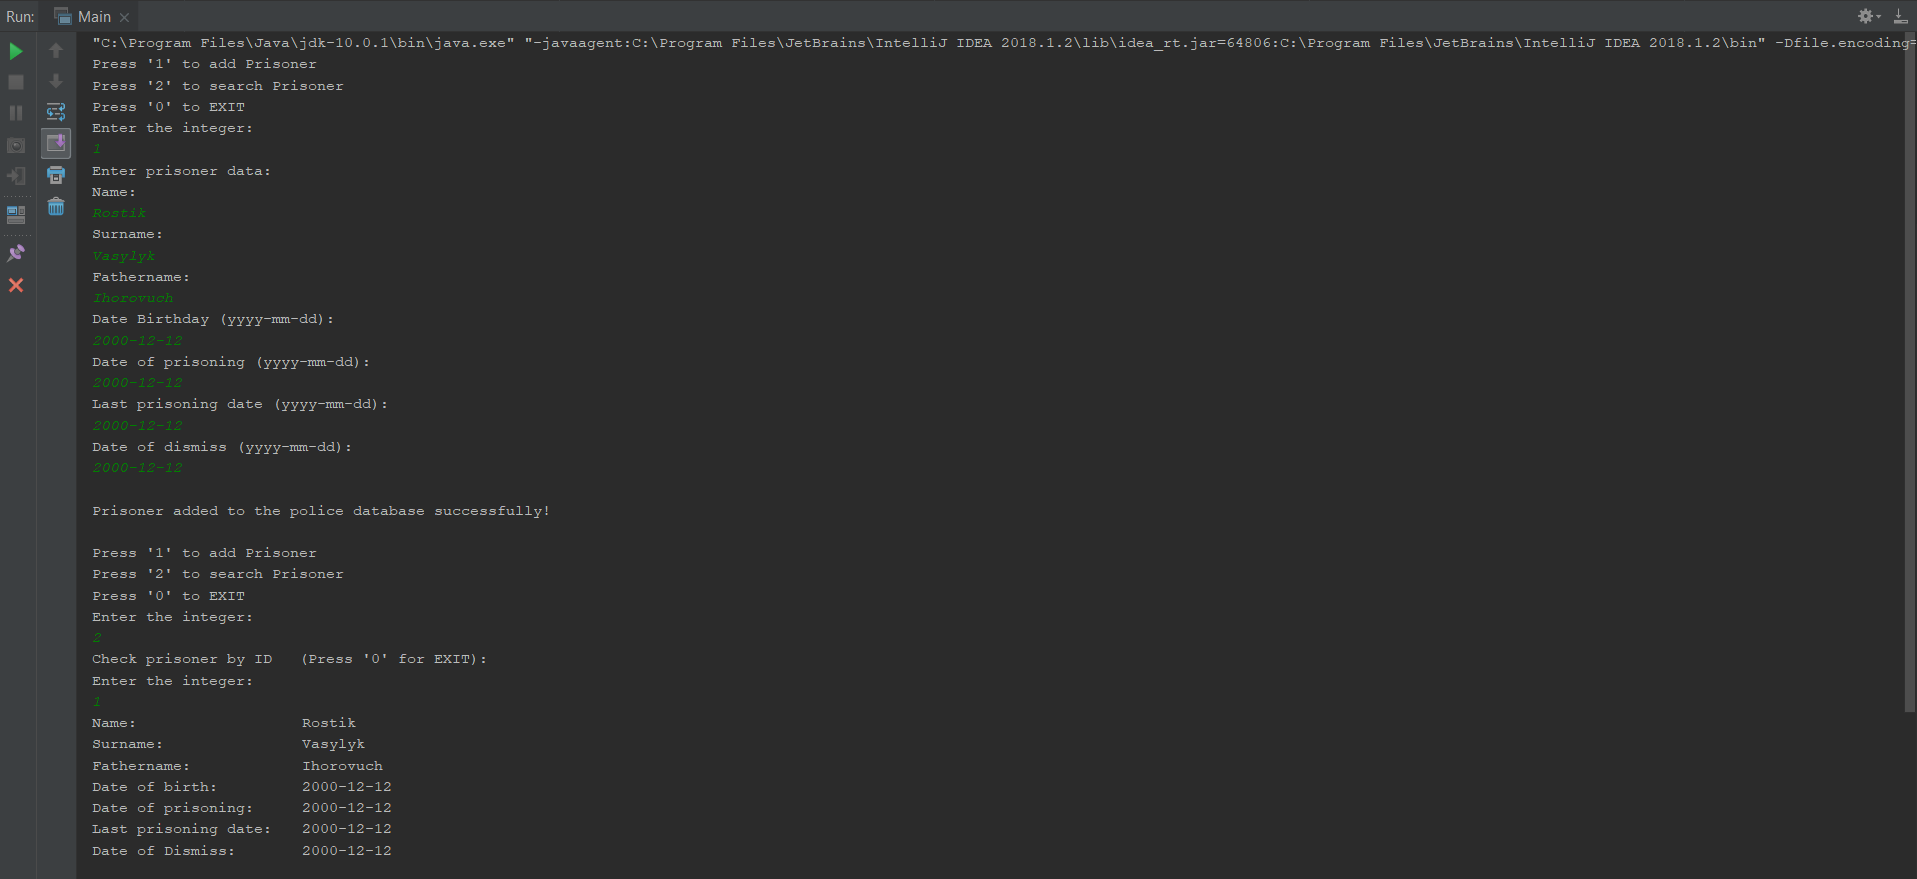 Run: Main
"C:\Program Files\Java\jdk-10.0.1\bin\java.exe" "-javaagent:C:\Program Files\JetBrains\IntelliJ IDEA 2018.1.2\lib\idea_rt.jar=64806:C:\Program Files\JetBrains\IntelliJ IDEA 2018.1.2\bin" -Dfile.encoding=
Press '1' to add Prisoner
Press '2' to search Prisoner
Press '0' to EXIT
Enter the integer:
1
Enter prisoner data:
Name:
Rostik
Surname:
Vasylyk
Fathername:
Ihorovuch
Date Birthday (yyyy-mm-dd):
2000-12-12
Date of prisoning (yyyy-mm-dd):
2000-12-12
Last prisoning date (yyyy-mm-dd):
2000-12-12
Date of dismiss (yyyy-mm-dd):
2000-12-12
Prisoner added to the police database successfully!
Press '1' to add Prisoner
Press '2' to search Prisoner
Press '0' to EXIT
Enter the integer:
2
Check prisoner by ID (Press '0' for EXIT):
Enter the integer:
1
Name: Rostik
Surname: Vasylyk
Fathername: Ihorovuch
Date of birth: 2000-12-12
Date of prisoning: 2000-12-12
Last prisoning date: 2000-12-12
Date of Dismiss: 2000-12-12